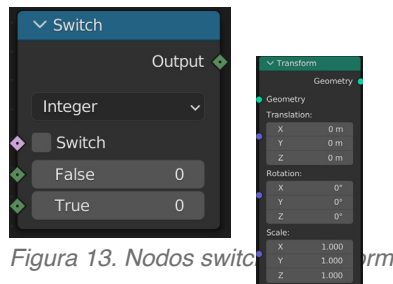 Switch
Output
Integer
Switch
False 0
True 0
Transform
Geometry
Geometry
Translation:
X 0 m
Y 0 m
Z 0 m
Rotation:
X 0°
Y 0°
Z 0°
Scale:
X 1.000
Y 1.000
Z 1.000
Figura 13. Nodos switc orm